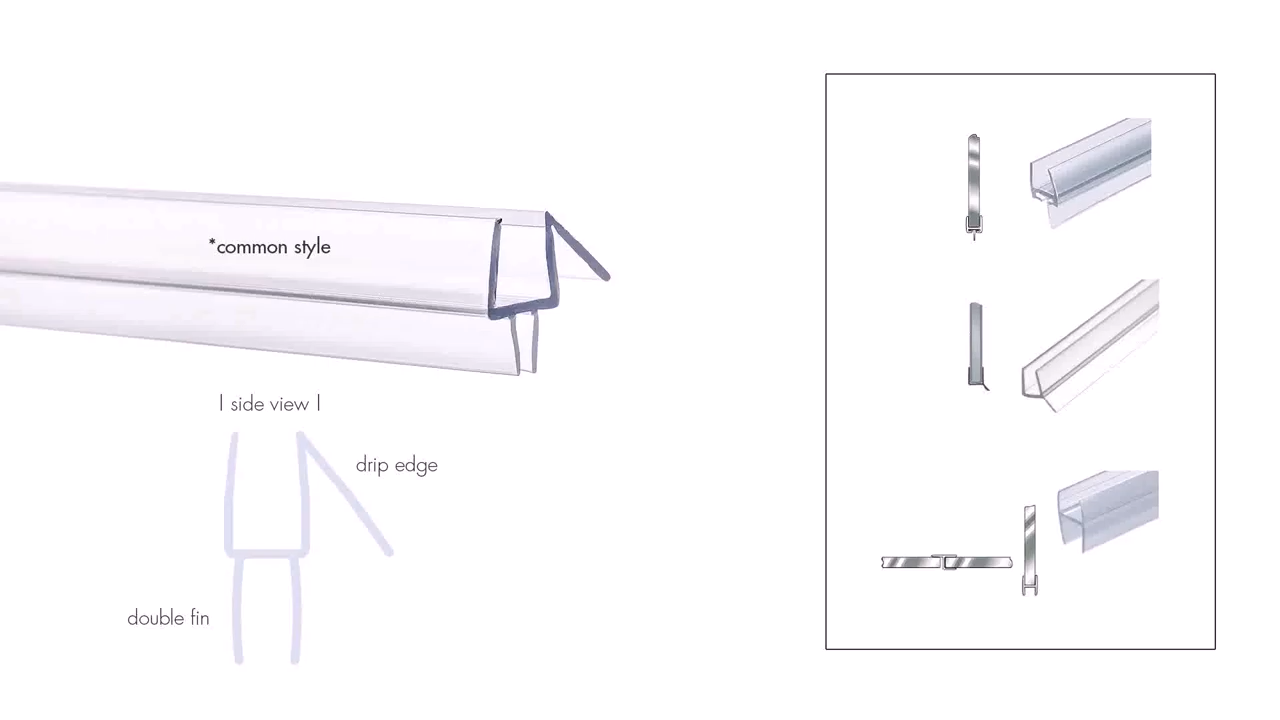 *common style
| side view |
drip edge
double fin